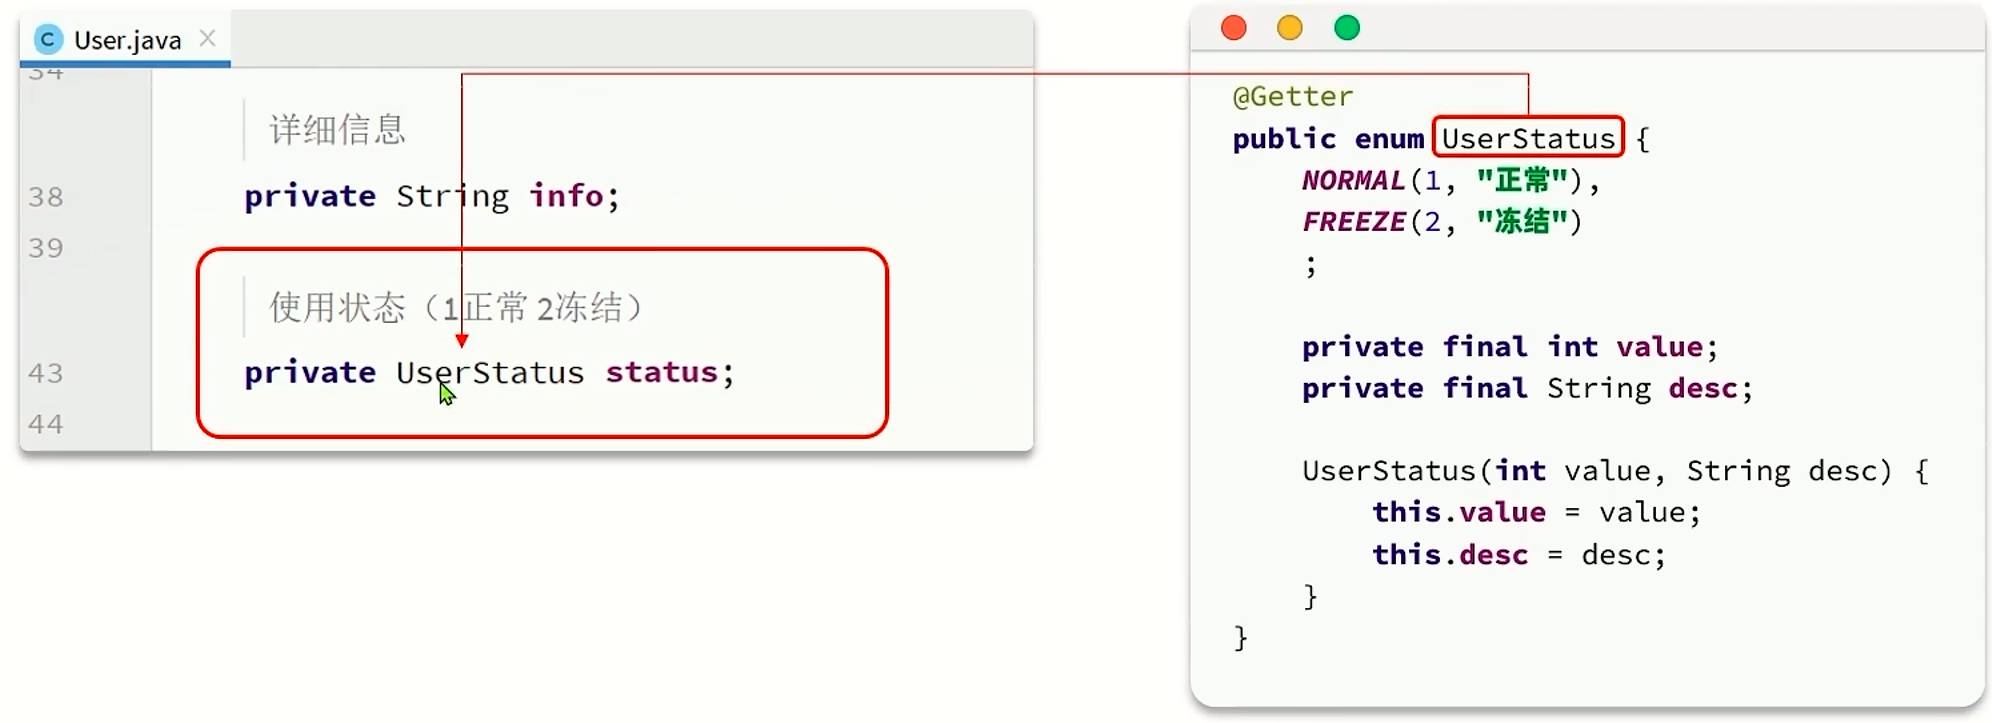 User.java
34
详细信息
38 private String info;
39
使用状态（1正常 2冻结）
43 private UserStatus status;
44
@Getter
public enum UserStatus {
NORMAL(1, "正常"),
FREEZE(2, "冻结")
;
private final int value;
private final String desc;
UserStatus(int value, String desc) {
this.value = value;
this.desc = desc;
}
}